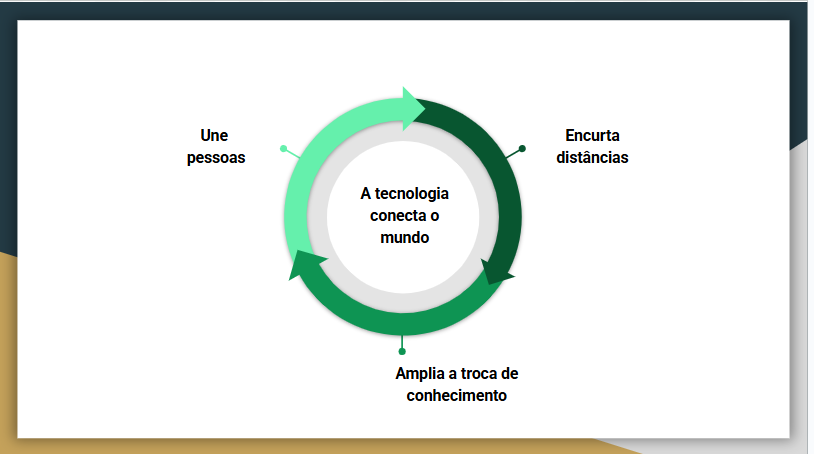 Une
pessoas
Encurta
distâncias
A tecnologia
conecta o
mundo
Amplia a troca de
conhecimento